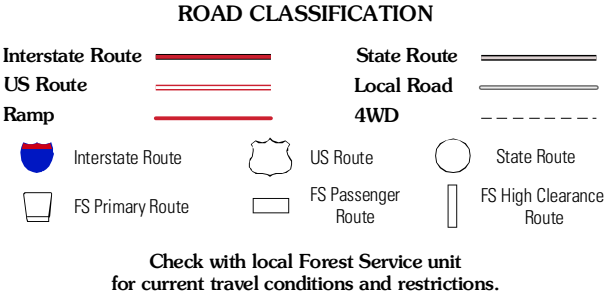 ROAD CLASSIFICATION
Interstate Route
State Route
US Route
Local Road
Ramp
4WD
Interstate Route
US Route
State Route
FS Primary Route
FS Passenger
Route
FS High Clearance
Route
Check with local Forest Service unit
for current travel conditions and restrictions.